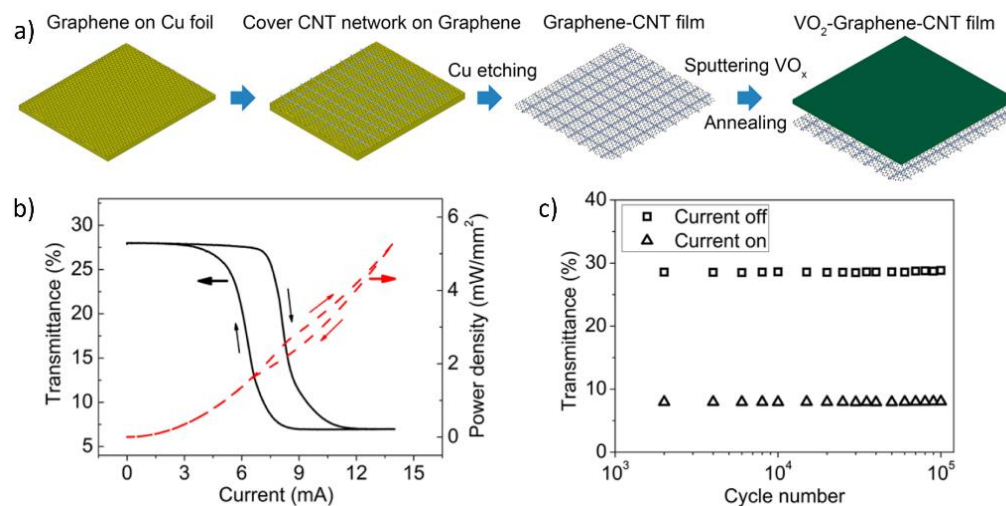 a)
Graphene on Cu foil
Cover CNT network on Graphene
Graphene-CNT film
VO₂-Graphene-CNT film
Cu etching
Sputtering VOₓ
Annealing
b)
Transmittance (%)
30
25
20
15
10
5
0 3 6 9 12 15
Current (mA)
6
4
2
0
Power density (mW/mm²)
c)
Current off
Current on
Transmittance (%)
40
30
20
10
0
10³ 10⁴ 10⁵
Cycle number